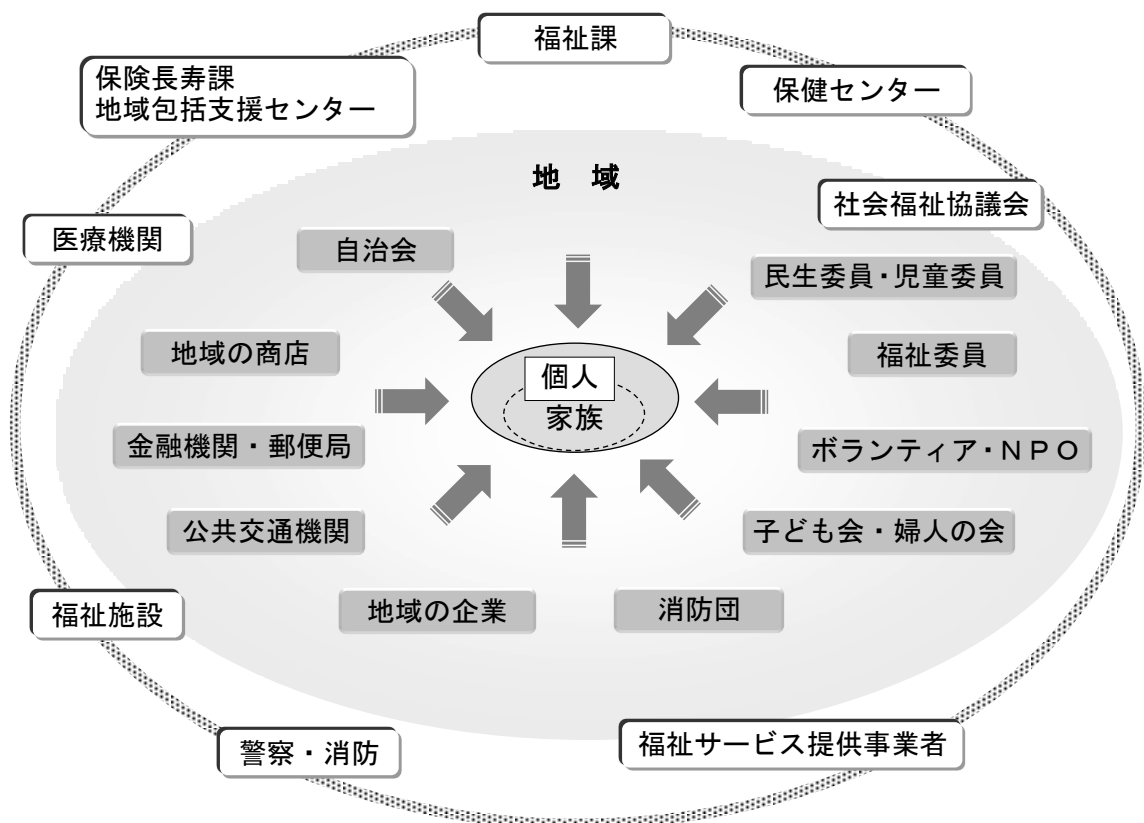 福祉課
保険長寿課
地域包括支援センター
保健センター
地 域
社会福祉協議会
医療機関
自治会
民生委員・児童委員
地域の商店
福祉委員
個人
家族
金融機関・郵便局
ボランティア・ＮＰＯ
公共交通機関
子ども会・婦人の会
福祉施設
地域の企業
消防団
警察・消防
福祉サービス提供事業者